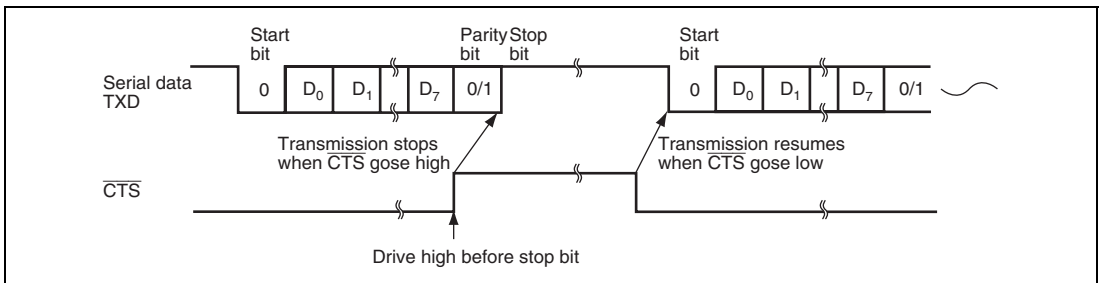 Start bit
Parity bit
Stop bit
Start bit
Serial data TXD
0
D0
D1
D7
0/1
0
D0
D1
D7
0/1
Transmission stops
when CTS gose high
Transmission resumes
when CTS gose low
CTS
Drive high before stop bit